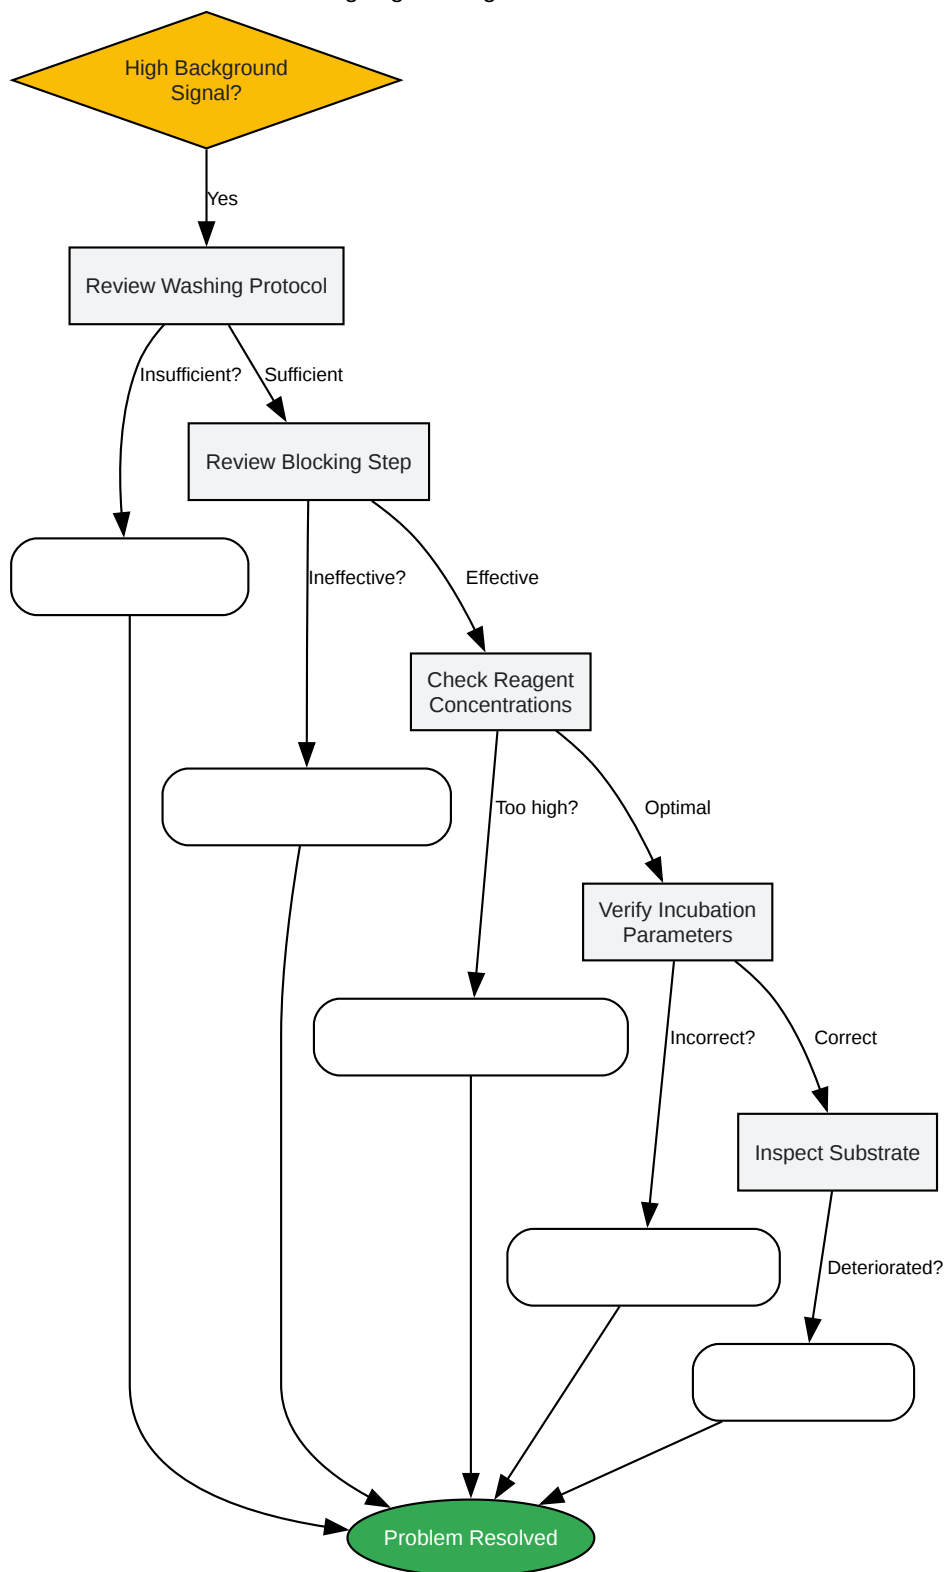 High Background
Signal?
Yes
Review Washing Protocol
Insufficient?
Sufficient
Review Blocking Step
Ineffective?
Effective
Check Reagent
Concentrations
Too high?
Optimal
Verify Incubation
Parameters
Incorrect?
Correct
Inspect Substrate
Deteriorated?
Problem Resolved